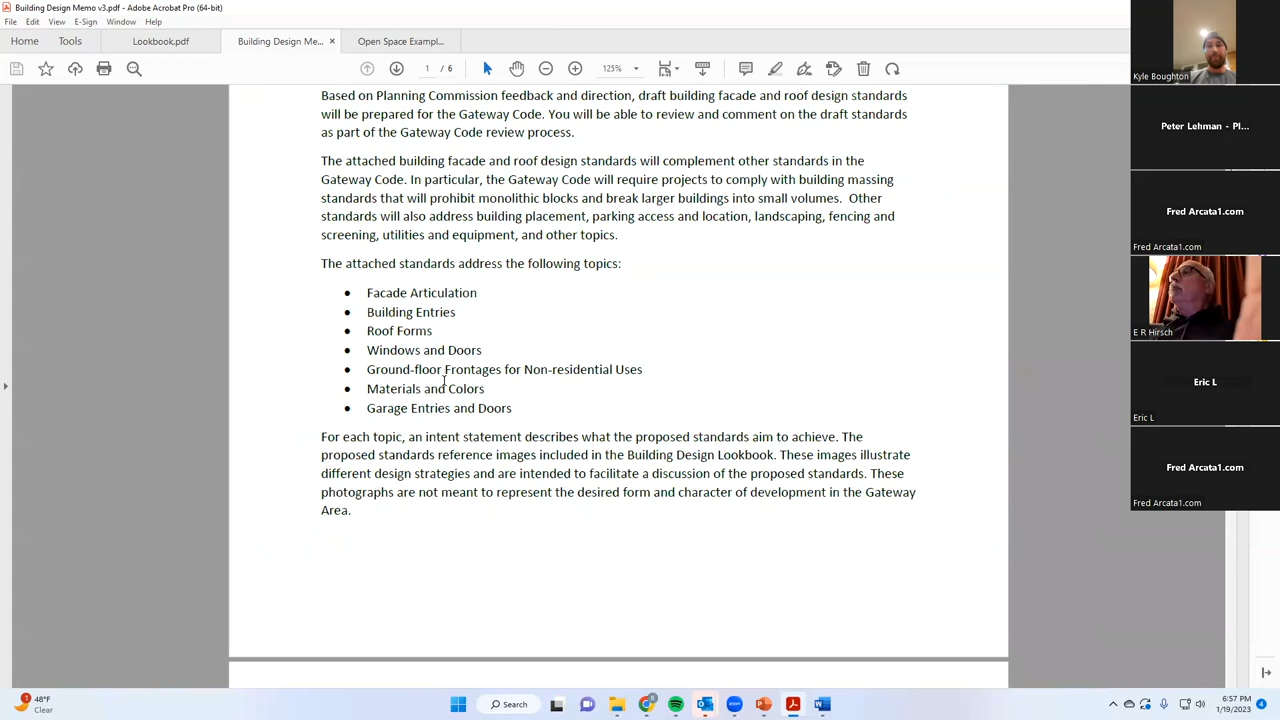 Building Design Memo v3.pdf - Adobe Acrobat Pro (64-bit)
File Edit View E-Sign Window Help
Home Tools Lookbook.pdf Building Design Me... × Open Space Exampl...
1 / 6 125%
Based on Planning Commission feedback and direction, draft building facade and roof design standards
will be prepared for the Gateway Code. You will be able to review and comment on the draft standards
as part of the Gateway Code review process.
The attached building facade and roof design standards will complement other standards in the
Gateway Code. In particular, the Gateway Code will require projects to comply with building massing
standards that will prohibit monolithic blocks and break larger buildings into small volumes. Other
standards will also address building placement, parking access and location, landscaping, fencing and
screening, utilities and equipment, and other topics.
The attached standards address the following topics:
• Facade Articulation
• Building Entries
• Roof Forms
• Windows and Doors
• Ground-floor Frontages for Non-residential Uses
• Materials and Colors
• Garage Entries and Doors
For each topic, an intent statement describes what the proposed standards aim to achieve. The
proposed standards reference images included in the Building Design Lookbook. These images illustrate
different design strategies and are intended to facilitate a discussion of the proposed standards. These
photographs are not meant to represent the desired form and character of development in the Gateway
Area.
Kyle Boughton
Peter Lehman - Pl...
Fred Arcata1.com
Fred Arcata1.com
E R Hirsch
Eric L
Eric L
Fred Arcata1.com
Fred Arcata1.com
1
48°F
Clear
Search
zoom
6:57 PM
1/19/2023
4